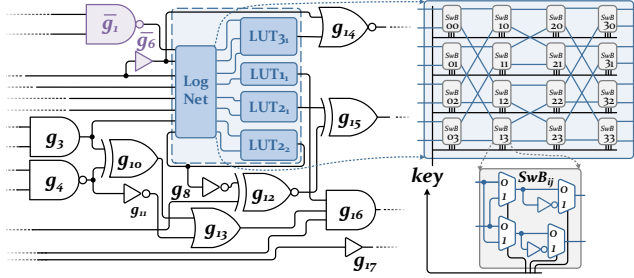 g̅₁
g̅₆
Log
Net
LUT3₁
LUT1₁
LUT2₁
LUT2₂
g₁₄
g₁₅
g₃
g₄
g₁₀
g₁₁
g₈
g₁₂
g₁₃
g₁₆
g₁₇
SwB 00
SwB 10
SwB 20
SwB 30
SwB 01
SwB 11
SwB 21
SwB 31
SwB 02
SwB 12
SwB 22
SwB 32
SwB 03
SwB 13
SwB 23
SwB 33
key
SwBᵢⱼ
0
1
0
1
0
1
0
1